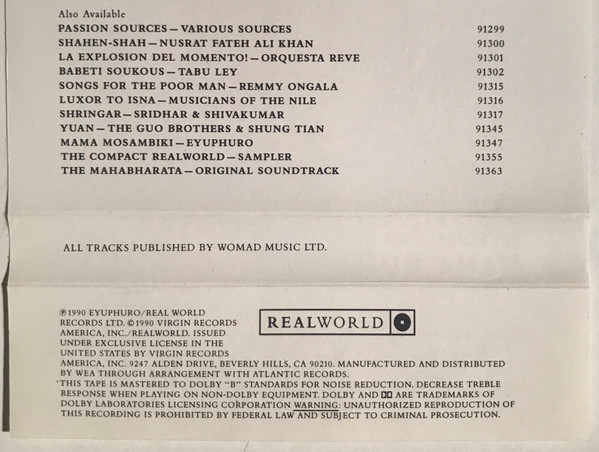 Also Available
PASSION SOURCES—VARIOUS SOURCES 91299
SHAHEN-SHAH—NUSRAT FATEH ALI KHAN 91300
LA EXPLOSION DEL MOMENTO!—ORQUESTA REVE 91301
BABETI SOUKOUS—TABU LEY 91302
SONGS FOR THE POOR MAN—REMMY ONGALA 91315
LUXOR TO ISNA—MUSICIANS OF THE NILE 91316
SHRINGAR—SRIDHAR & SHIVAKUMAR 91317
YUAN—THE GUO BROTHERS & SHUNG TIAN 91345
MAMA MOSAMBIKI—EYUPHURO 91347
THE COMPACT REALWORLD—SAMPLER 91355
THE MAHABHARATA—ORIGINAL SOUNDTRACK 91363
ALL TRACKS PUBLISHED BY WOMAD MUSIC LTD.
℗1990 EYUPHURO/REAL WORLD
RECORDS LTD. ©1990 VIRGIN RECORDS
AMERICA, INC./REALWORLD. ISSUED
UNDER EXCLUSIVE LICENSE IN THE
UNITED STATES BY VIRGIN RECORDS
AMERICA, INC. 9247 ALDEN DRIVE, BEVERLY HILLS, CA 90210. MANUFACTURED AND DISTRIBUTED
BY WEA THROUGH ARRANGEMENT WITH ATLANTIC RECORDS.
THIS TAPE IS MASTERED TO DOLBY "B" STANDARDS FOR NOISE REDUCTION. DECREASE TREBLE
RESPONSE WHEN PLAYING ON NON-DOLBY EQUIPMENT. DOLBY AND ARE TRADEMARKS OF
DOLBY LABORATORIES LICENSING CORPORATION WARNING: UNAUTHORIZED REPRODUCTION OF
THIS RECORDING IS PROHIBITED BY FEDERAL LAW AND SUBJECT TO CRIMINAL PROSECUTION.
REALWORLD